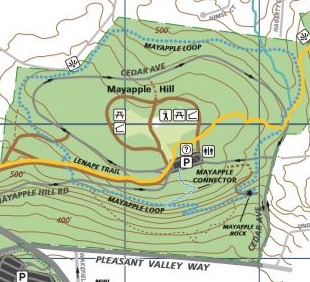 500'
MAYAPPLE LOOP
CEDAR AVE
Mayapple Hill
?
P
LENAPE TRAIL
500'
MAYAPPLE
CONNECTOR
MAYAPPLE HILL RD
MAYAPPLE LOOP
400'
MAYAPPLE
ROCK
CEDAR AVE
PLEASANT VALLEY WAY
P